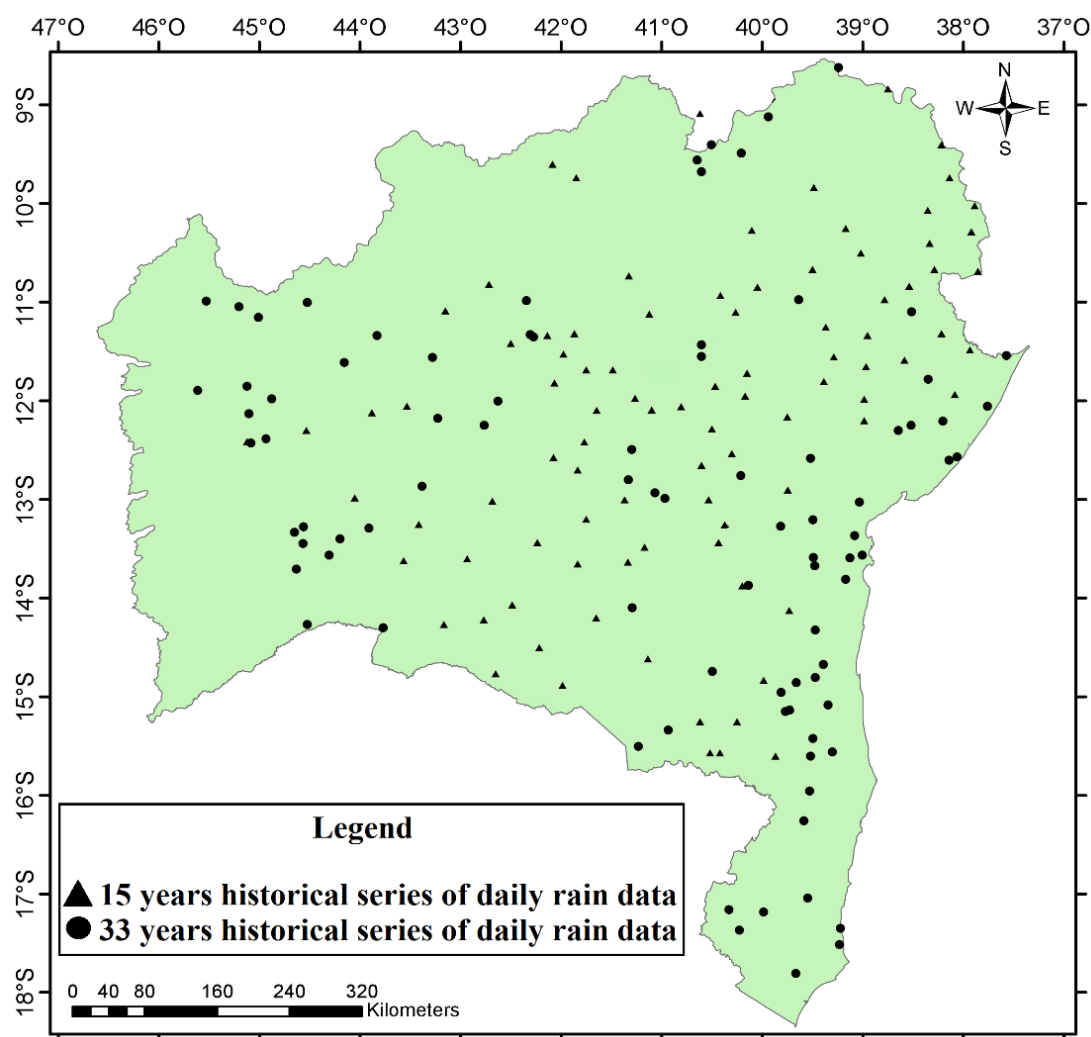 47°O 46°O 45°O 44°O 43°O 42°O 41°O 40°O 39°O 38°O 37°O
N
W E
S
9°S
10°S
11°S
12°S
13°S
14°S
15°S
16°S
17°S
18°S
Legend
15 years historical series of daily rain data
33 years historical series of daily rain data
0 40 80 160 240 320
Kilometers